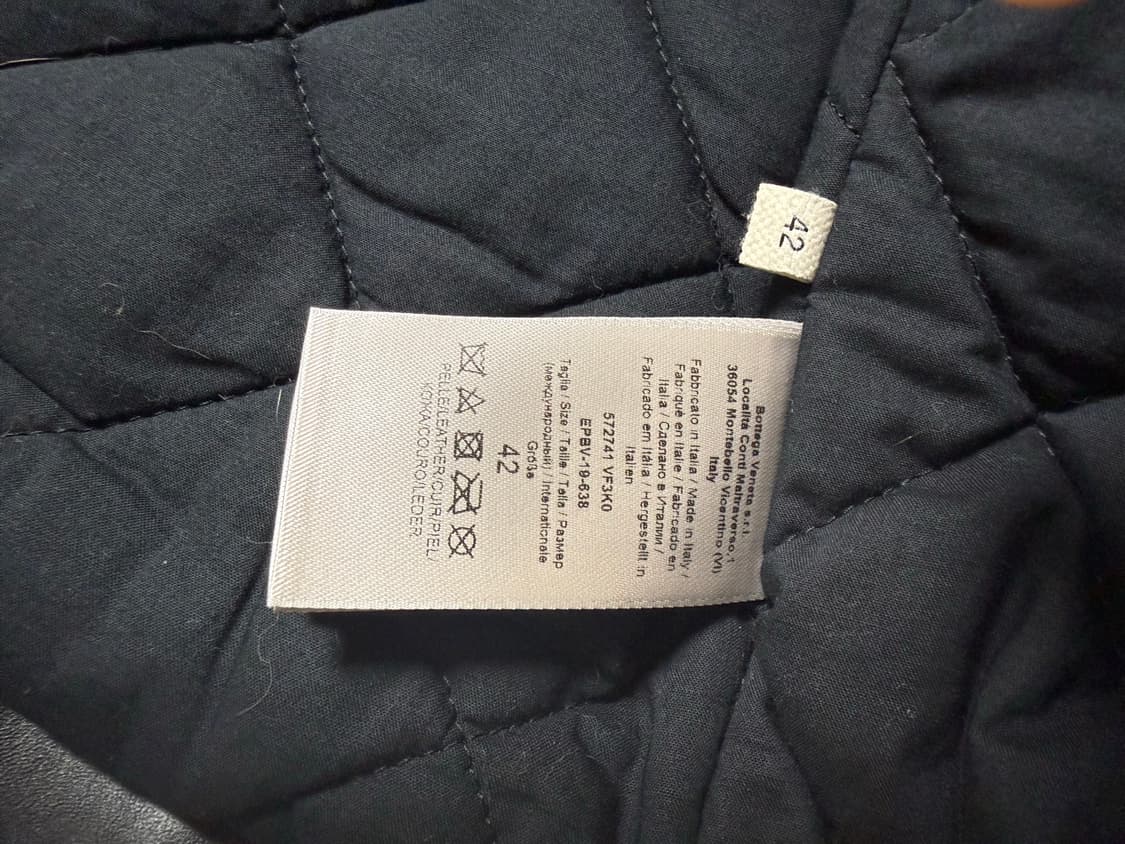 42
Bottega Veneta s.r.l.
Località Conti Maltraverso,1
36054 Montebello Vicentino (VI)
Italy
Fabbricato in Italia / Made in Italy /
Fabriqué en Italie / Fabricado en
Italia / Сделано в Италии /
Fabricado em Itália / Hergestellt in
Italien
572741 VF3K0
EPBV-19-638
Taglia / Size / Taille / Talla / Размер
(международный) / Internationale
Größe
42
PELLE/LEATHER/CUIR/PIEL/
КОЖА/COURO/LEDER